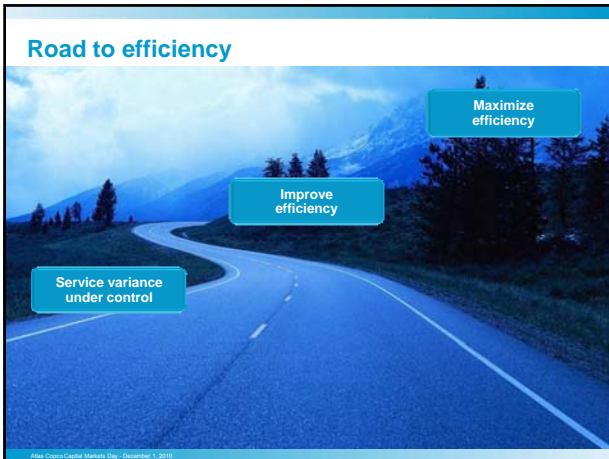 Road to efficiency
Maximize
efficiency
Improve
efficiency
Service variance
under control
Atlas Copco Capital Markets Day - December 1, 2010